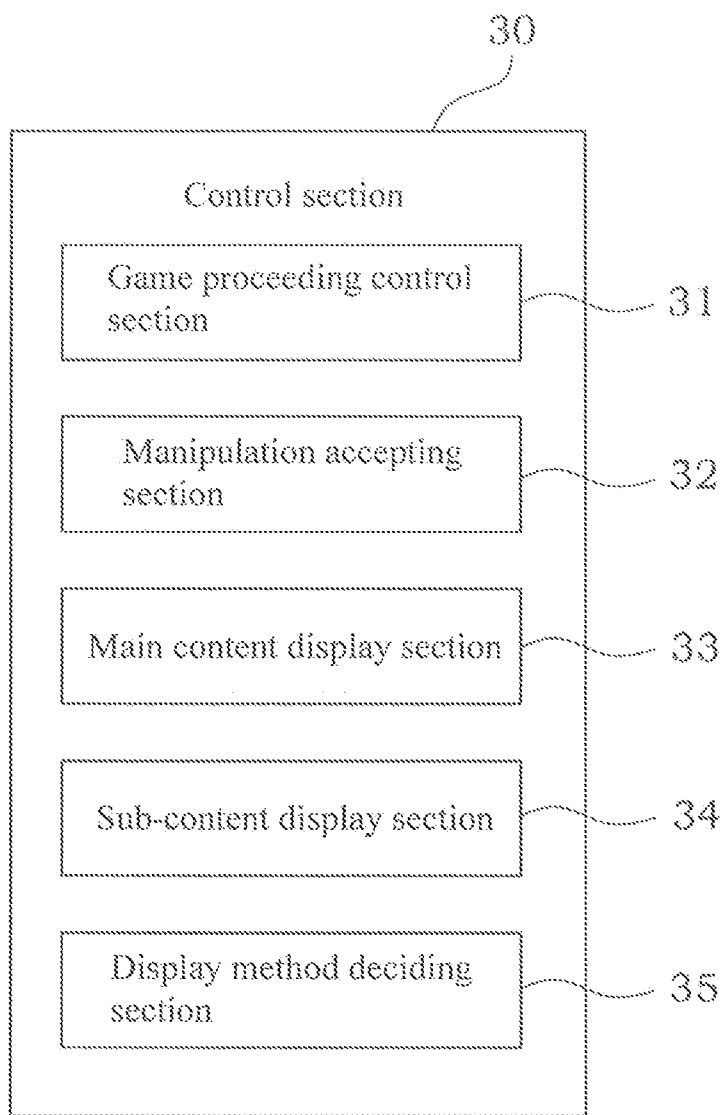 30
Control section
Game proceeding control
section
31
Manipulation accepting
section
32
Main content display section
33
Sub-content display section
34
Display method deciding
section
35